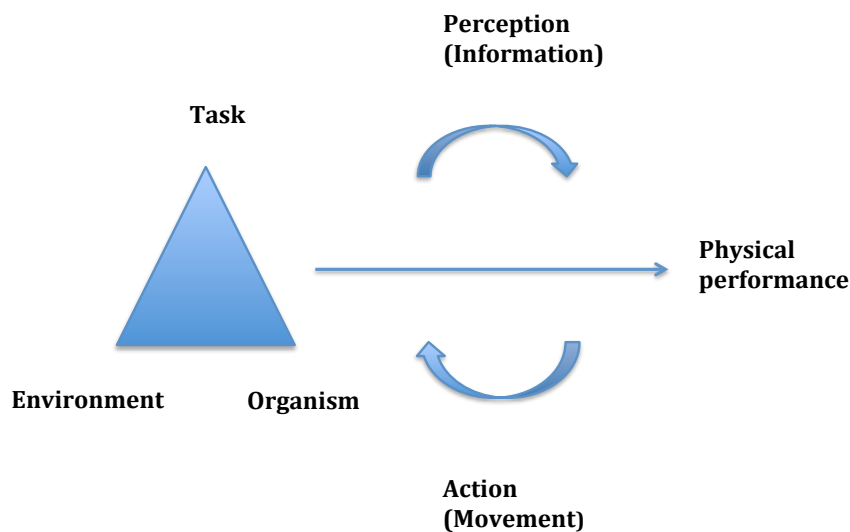 Perception
(Information)
Task
Physical
performance
Environment
Organism
Action
(Movement)